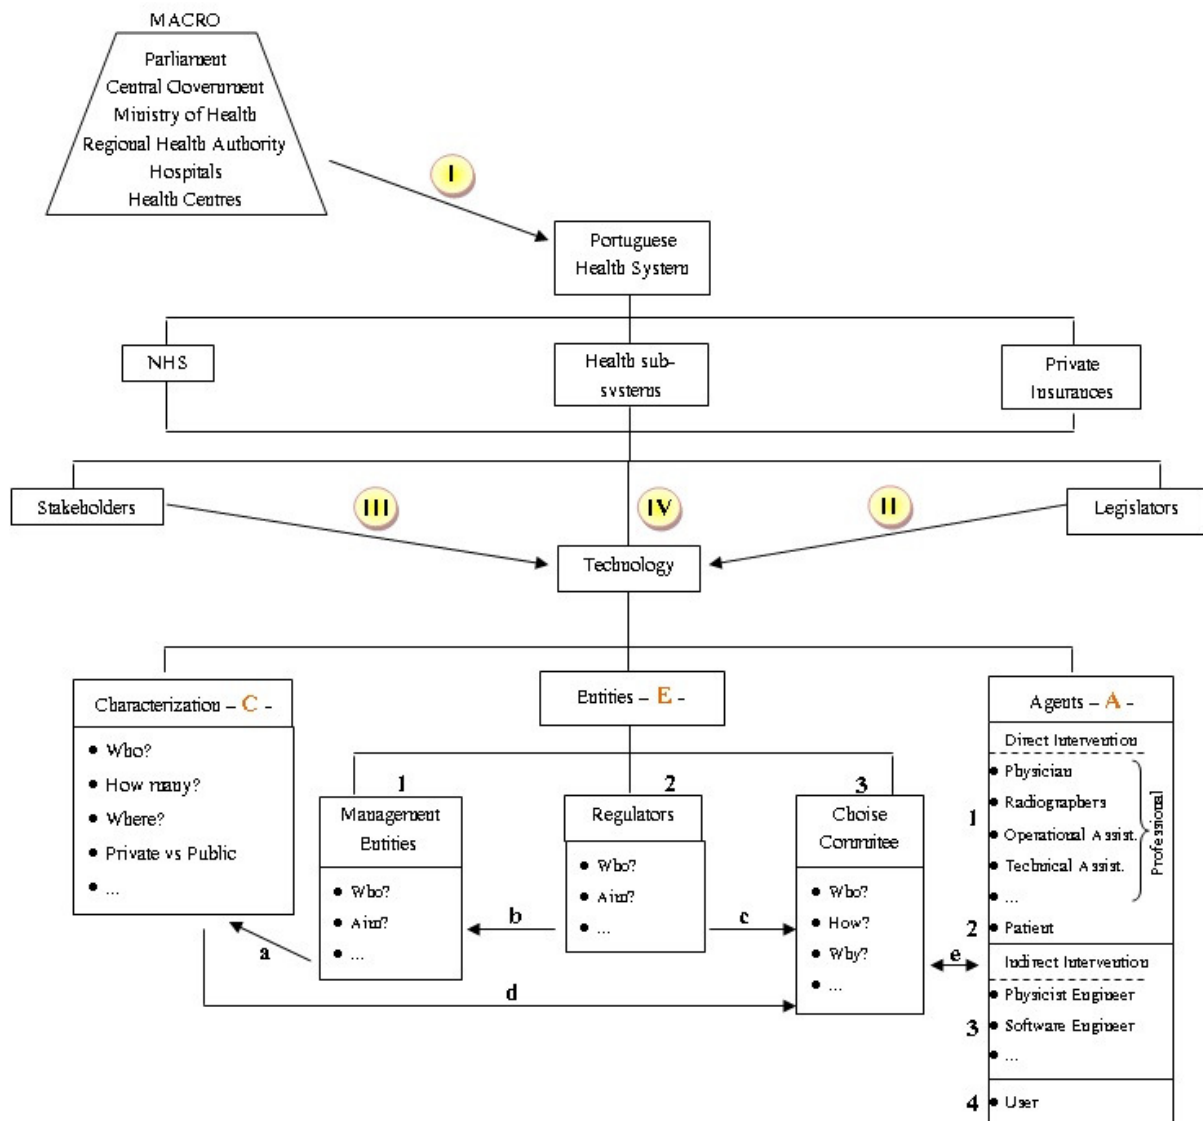 MACRO
Parliament
Central Government
Ministry of Health
Regional Health Authority
Hospitals
Health Centres
I
Portuguese
Health System
NHS
Health sub-
systems
Private
Insurances
Stakeholders
III
IV
II
Legislators
Technology
Characterization – C -
• Who?
• How many?
• Where?
• Private vs Public
• ...
Entities – E -
1
Management
Entities
• Who?
• Aim?
• ...
2
Regulators
• Who?
• Aim?
• ...
3
Choise
Commitee
• Who?
• How?
• Why?
• ...
a
b
c
d
e
Agents – A -
Direct Intervention
1
• Physician
• Radiographers
• Operational Assist.
• Technical Assist.
• ...
Professional
2 • Patient
Indirect Intervention
• Physicist Engineer
3 • Software Engineer
• ...
4 • User